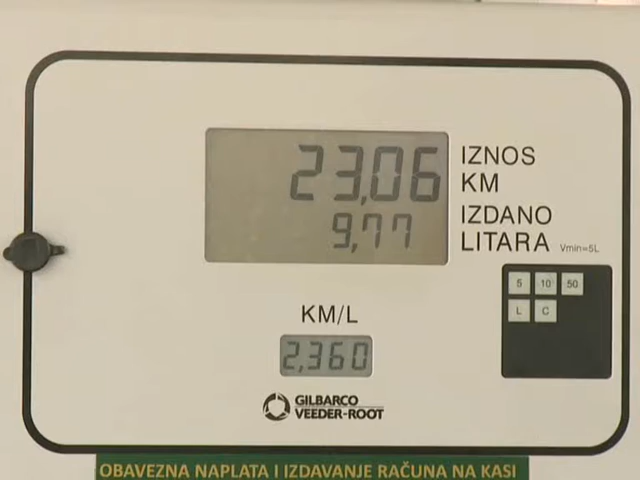 23,06 IZNOS
KM
9,77 IZDANO
LITARA Vmin=5L
5 10 50
L C
KM/L
2,360
GILBARCO
VEEDER-ROOT
OBAVEZNA NAPLATA I IZDAVANJE RAČUNA NA KASI